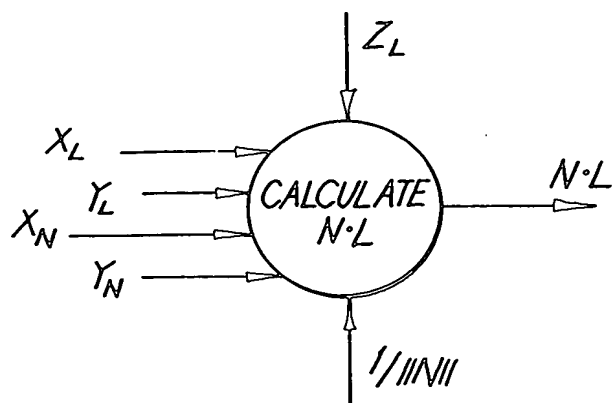 Z_L
X_L
Y_L
X_N
Y_N
CALCULATE
N·L
N·L
1/||N||